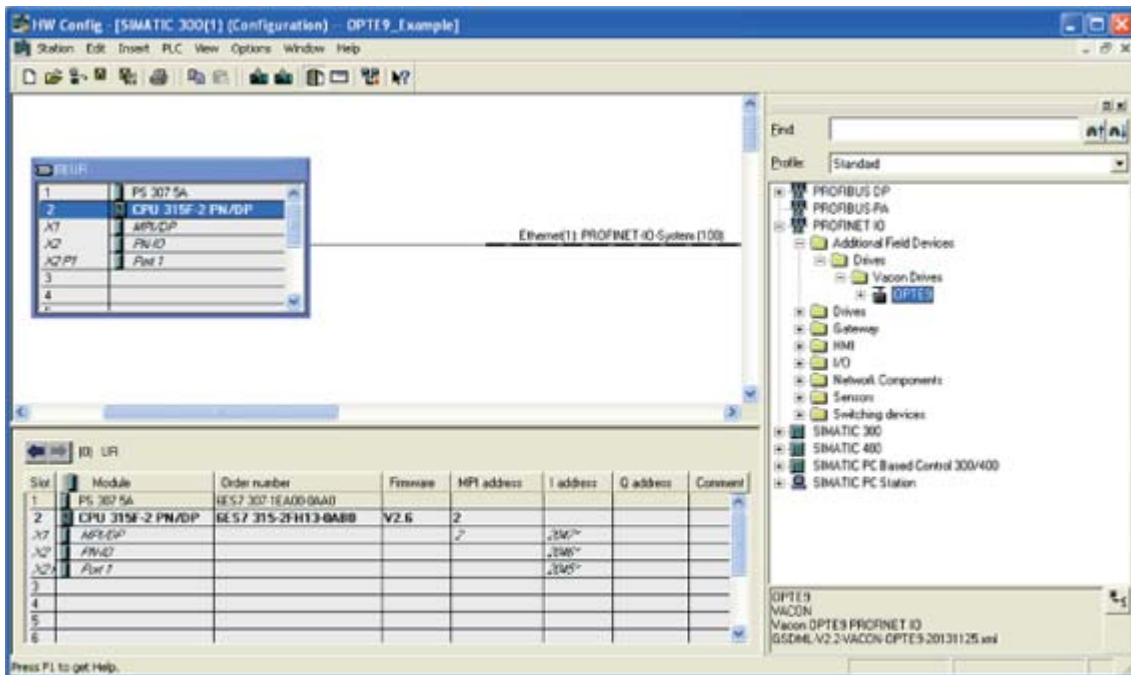 HW Config - [SIMATIC 300(1) (Configuration) -- OPTE9_Example]
Station Edit Insert PLC View Options Window Help
(0) UR
1 PS 307 5A
2 CPU 315F-2 PN/DP
X1 MPI/DP
X2 PN-IO
X2 P1 Port 1
3
4
Ethernet(1): PROFINET-IO-System (100)
Find:
Profile: Standard
PROFIBUS DP
PROFIBUS-PA
PROFINET IO
Additional Field Devices
Drives
Vacon Drives
OPTE9
Drives
Gateway
HMI
I/O
Network Components
Sensors
Switching devices
SIMATIC 300
SIMATIC 400
SIMATIC PC Based Control 300/400
SIMATIC PC Station
OPTE9
VACON
Vacon OPTE9 PROFINET IO
GSDML-V2.2-VACON-OPTE9-20131125.xml
(0) UR
Slot Module Order number Firmware MPI address I address Q address Comment
1 PS 307 5A 6ES7 307-1EA00-0AA0
2 CPU 315F-2 PN/DP 6ES7 315-2FH13-0AB0 V2.6 2
X1 MPI/DP 2 2047*
X2 PN-IO 2046*
X2 Port 1 2045*
3
4
5
6
Press F1 to get Help.